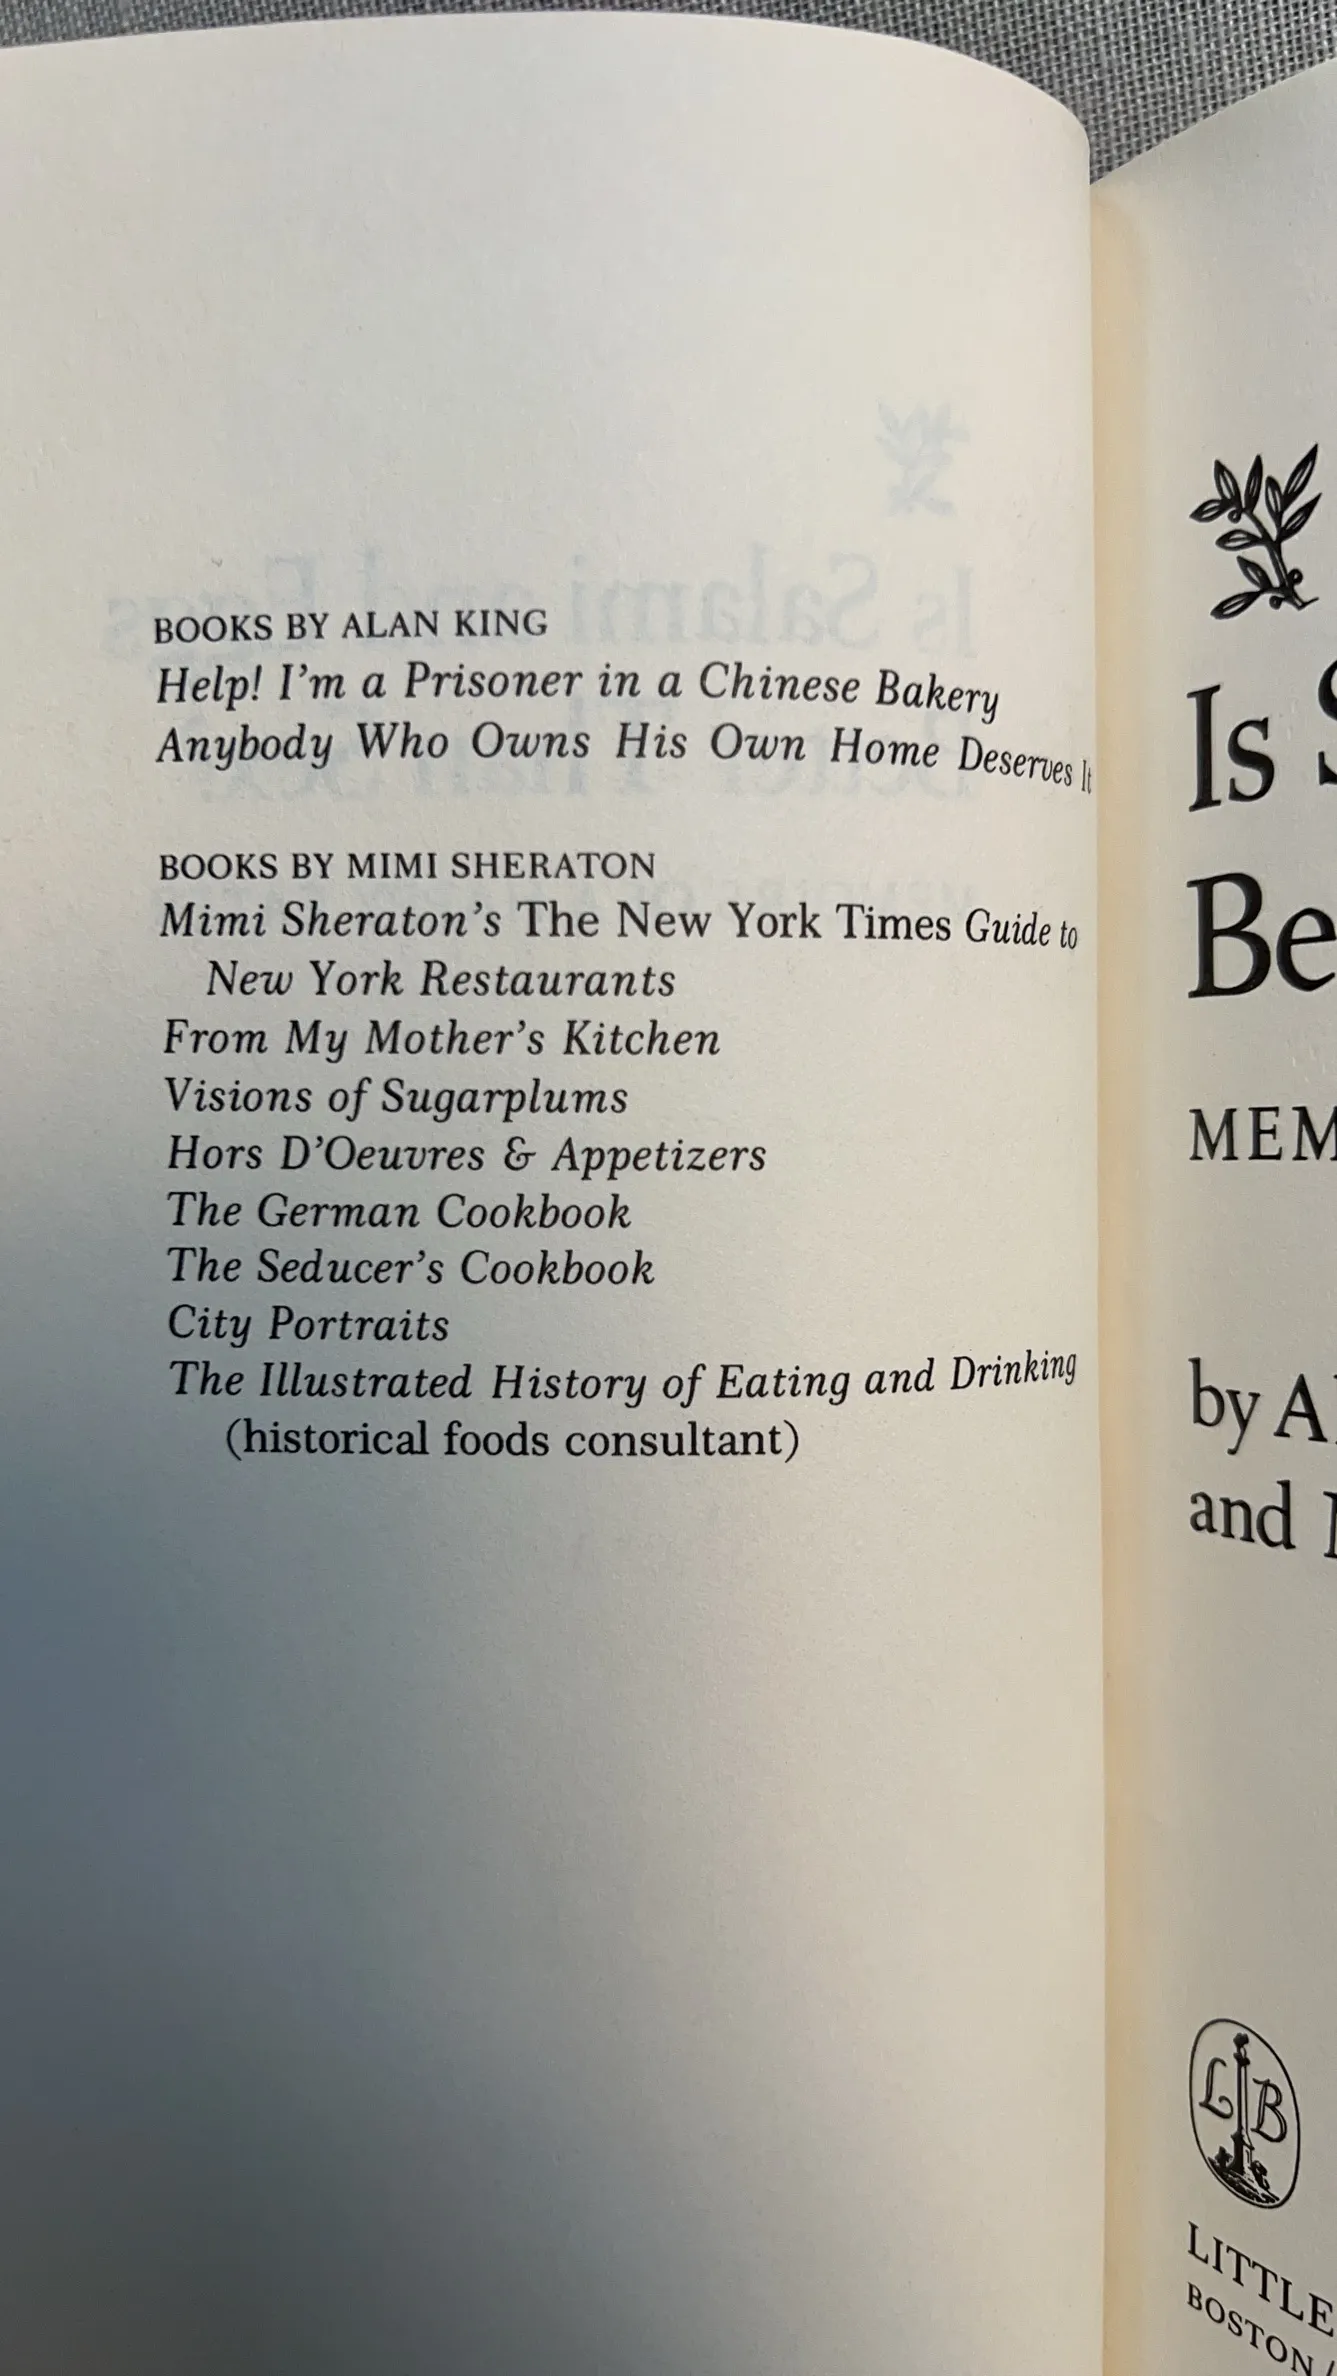 BOOKS BY ALAN KING
Help! I'm a Prisoner in a Chinese Bakery
Anybody Who Owns His Own Home Deserves It
BOOKS BY MIMI SHERATON
Mimi Sheraton's The New York Times Guide to
New York Restaurants
From My Mother's Kitchen
Visions of Sugarplums
Hors D'Oeuvres & Appetizers
The German Cookbook
The Seducer's Cookbook
City Portraits
The Illustrated History of Eating and Drinking
(historical foods consultant)
Is
Be
MEM
by Al
and
L B
LITTLE
BOSTON